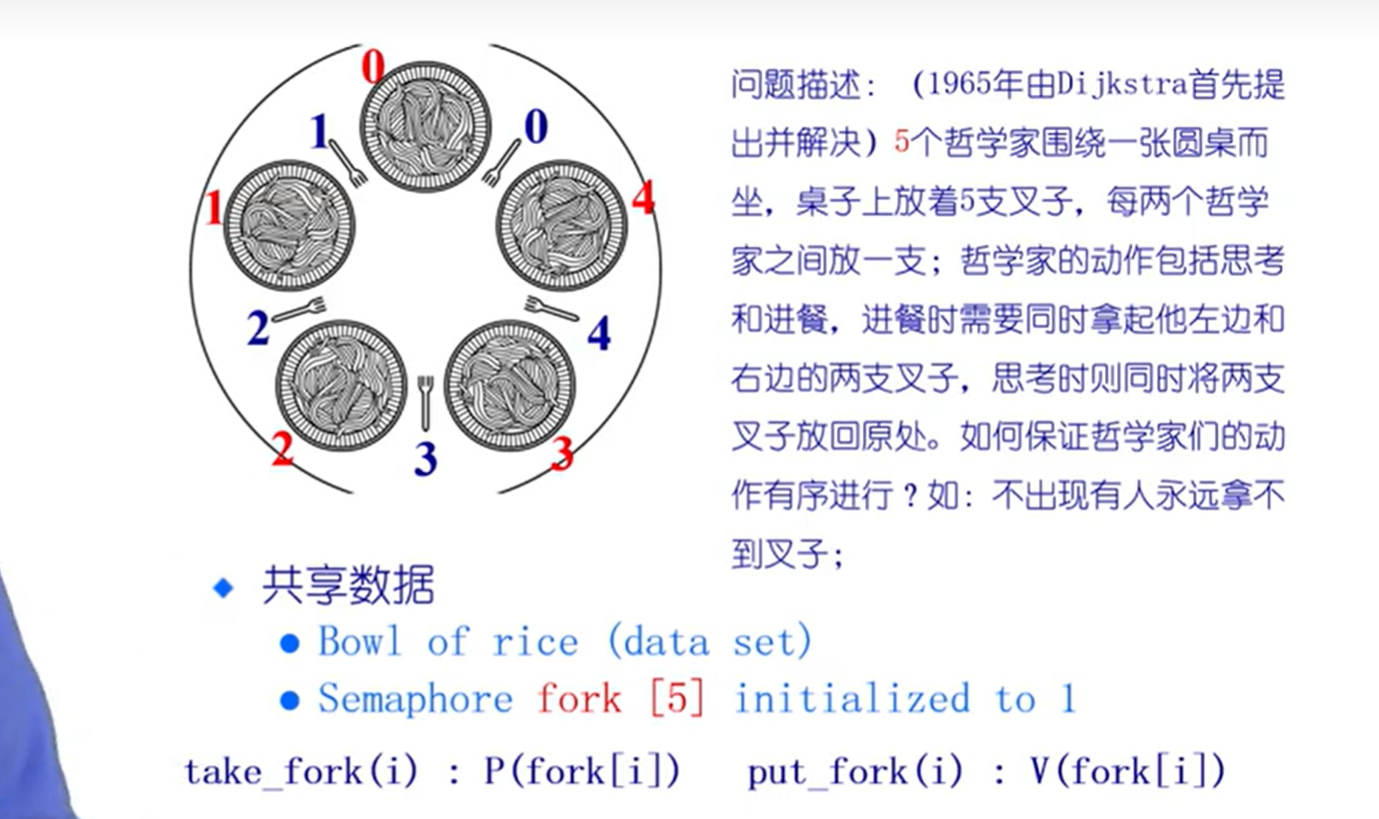 0
1
0
1
4
2
4
2
3
3
问题描述： （1965年由Dijkstra首先提
出并解决）5个哲学家围绕一张圆桌而
坐，桌子上放着5支叉子，每两个哲学
家之间放一支；哲学家的动作包括思考
和进餐，进餐时需要同时拿起他左边和
右边的两支叉子，思考时则同时将两支
叉子放回原处。如何保证哲学家们的动
作有序进行？如：不出现有人永远拿不
到叉子；
共享数据
Bowl of rice (data set)
Semaphore fork [5] initialized to 1
take_fork(i) : P(fork[i]) put_fork(i) : V(fork[i])